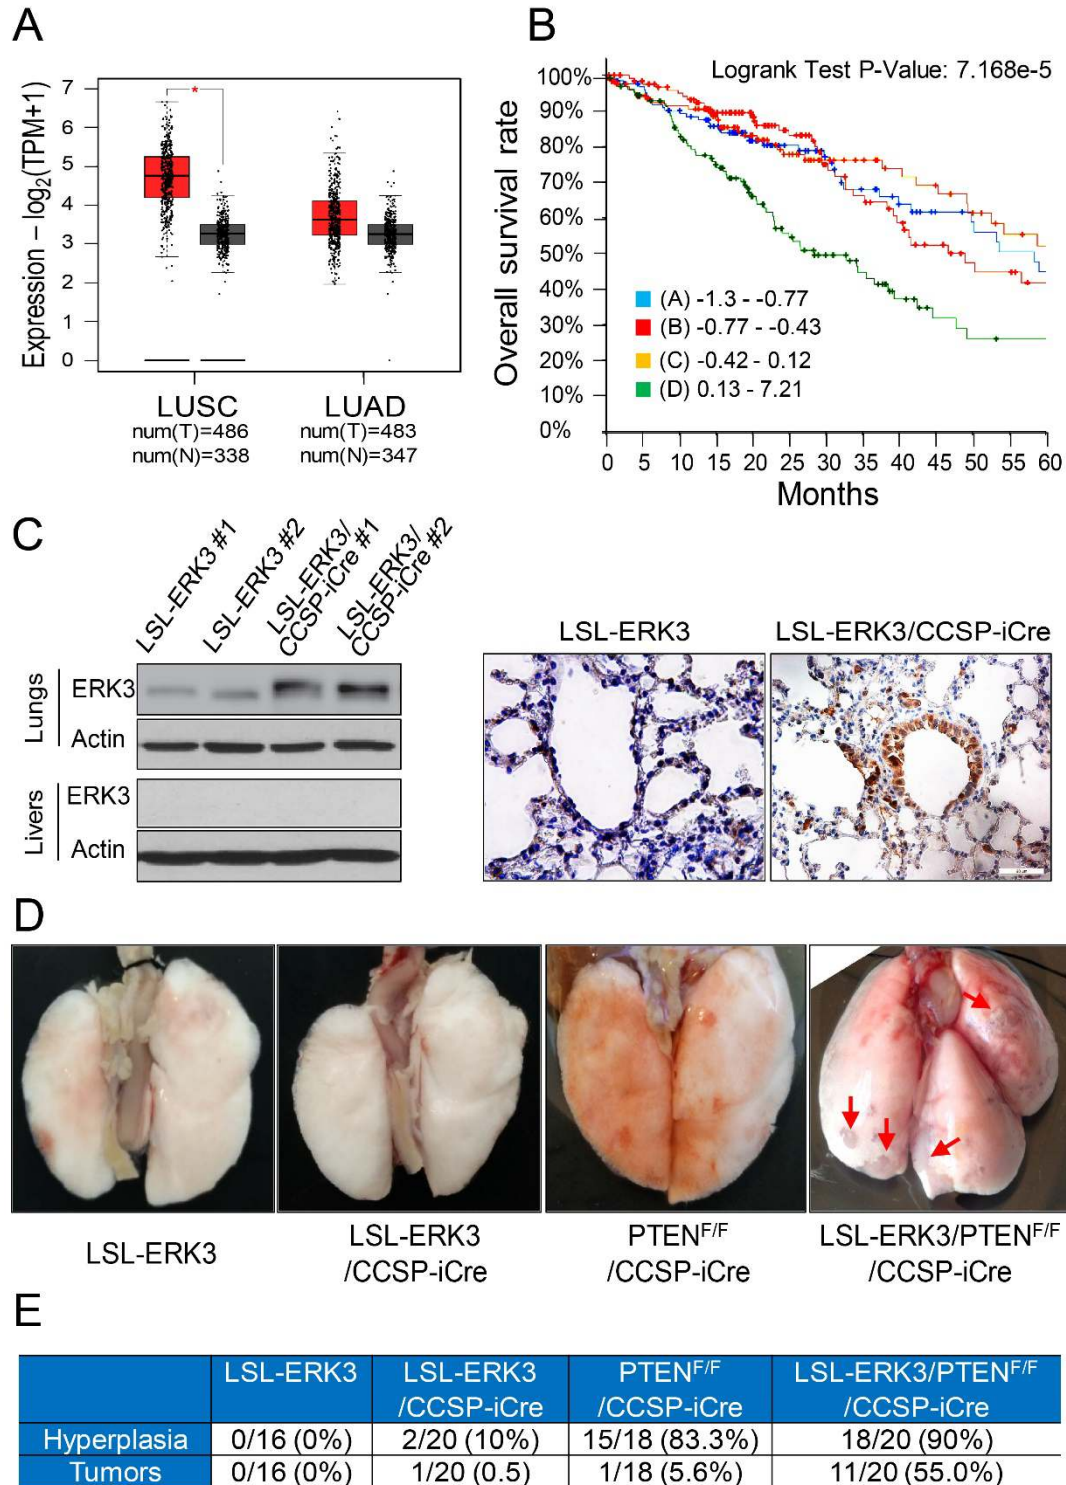 A
7
6
5
4
3
2
1
0
Expression – log2(TPM+1)
*
LUSC
num(T)=486
num(N)=338
LUAD
num(T)=483
num(N)=347
B
Logrank Test P-Value: 7.168e-5
100%
90%
80%
70%
60%
50%
40%
30%
20%
10%
0%
Overall survival rate
(A) -1.3 - -0.77
(B) -0.77 - -0.43
(C) -0.42 - 0.12
(D) 0.13 - 7.21
0 5 10 15 20 25 30 35 40 45 50 55 60
Months
C
LSL-ERK3 #1
LSL-ERK3 #2
LSL-ERK3/
CCSP-iCre #1
LSL-ERK3/
CCSP-iCre #2
Lungs
ERK3
Actin
Livers
ERK3
Actin
LSL-ERK3
LSL-ERK3/CCSP-iCre
D
LSL-ERK3
LSL-ERK3
/CCSP-iCre
PTENF/F
/CCSP-iCre
LSL-ERK3/PTENF/F
/CCSP-iCre
E
LSL-ERK3 LSL-ERK3 PTENF/F LSL-ERK3/PTENF/F
/CCSP-iCre /CCSP-iCre /CCSP-iCre
Hyperplasia 0/16 (0%) 2/20 (10%) 15/18 (83.3%) 18/20 (90%)
Tumors 0/16 (0%) 1/20 (0.5) 1/18 (5.6%) 11/20 (55.0%)